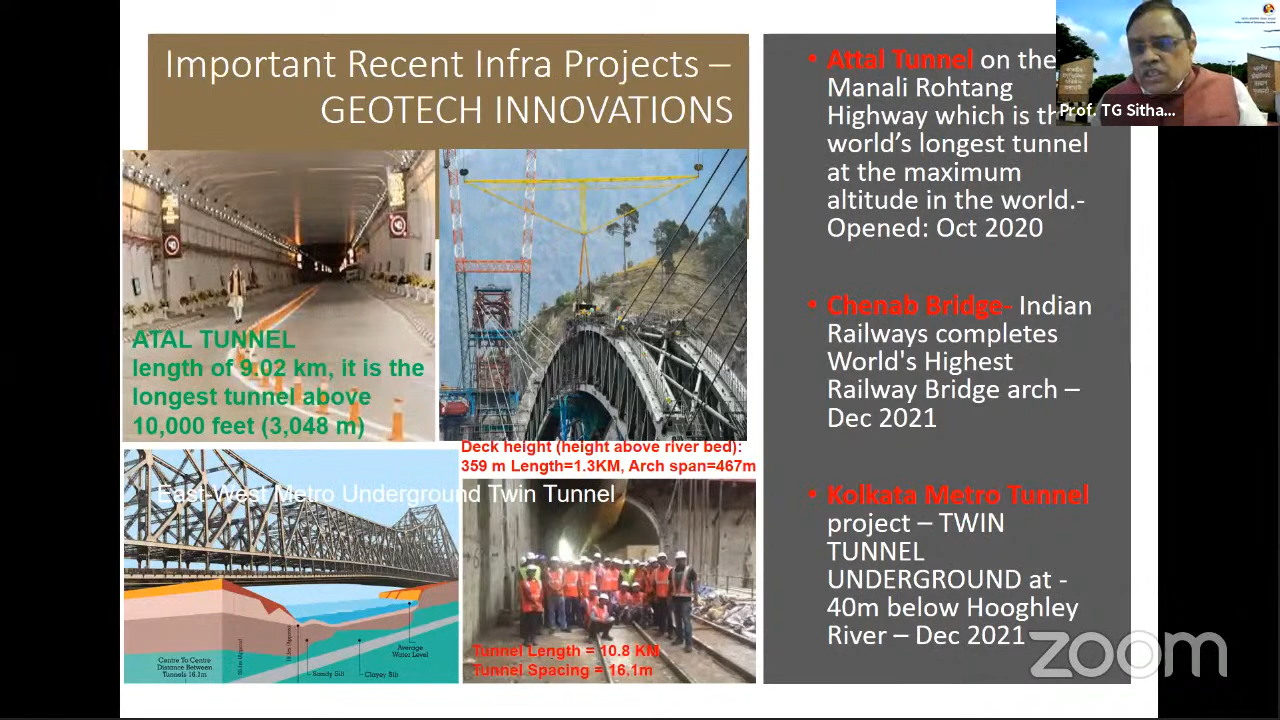 Important Recent Infra Projects –
GEOTECH INNOVATIONS
ATAL TUNNEL
length of 9.02 km, it is the
longest tunnel above
10,000 feet (3,048 m)
Deck height (height above river bed):
359 m Length=1.3KM, Arch span=467m
East-West Metro Underground Twin Tunnel
Centre To Centre
Distance Between
Tunnels 16.1m
Sandy Silt
Clayey Silt
Average
Water Level
Tunnel Length = 10.8 KM
Tunnel Spacing = 16.1m
• Attal Tunnel on the
Manali Rohtang
Highway which is th
world’s longest tunnel
at the maximum
altitude in the world.-
Opened: Oct 2020
• Chenab Bridge- Indian
Railways completes
World's Highest
Railway Bridge arch –
Dec 2021
• Kolkata Metro Tunnel
project – TWIN
TUNNEL
UNDERGROUND at -
40m below Hooghley
River – Dec 2021
Prof. TG Sitha...
zoom